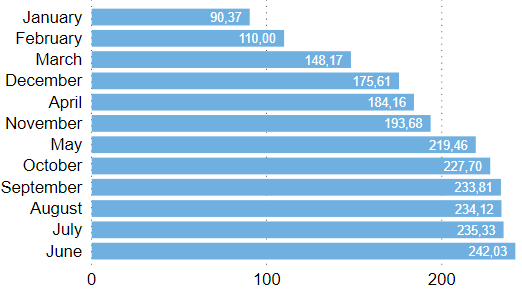 January 90,37
February 110,00
March 148,17
December 175,61
April 184,16
November 193,68
May 219,46
October 227,70
September 233,81
August 234,12
July 235,33
June 242,03
0 100 200